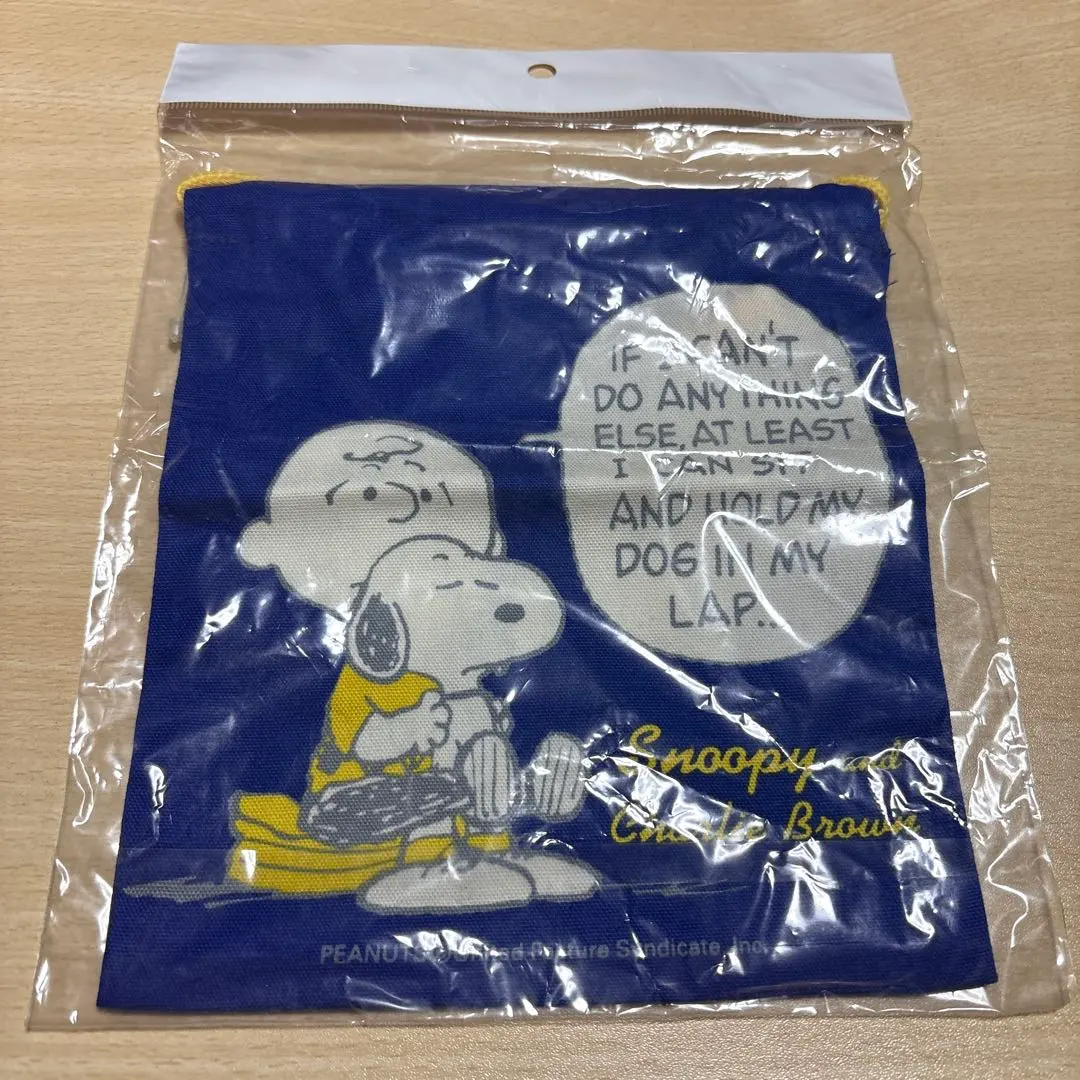 IF I CAN'T
DO ANYTHING
ELSE, AT LEAST
I CAN SIT
AND HOLD MY
DOG IN MY
LAP...
Snoopy and
Charlie Brown
PEANUTS © United Feature Syndicate, Inc.